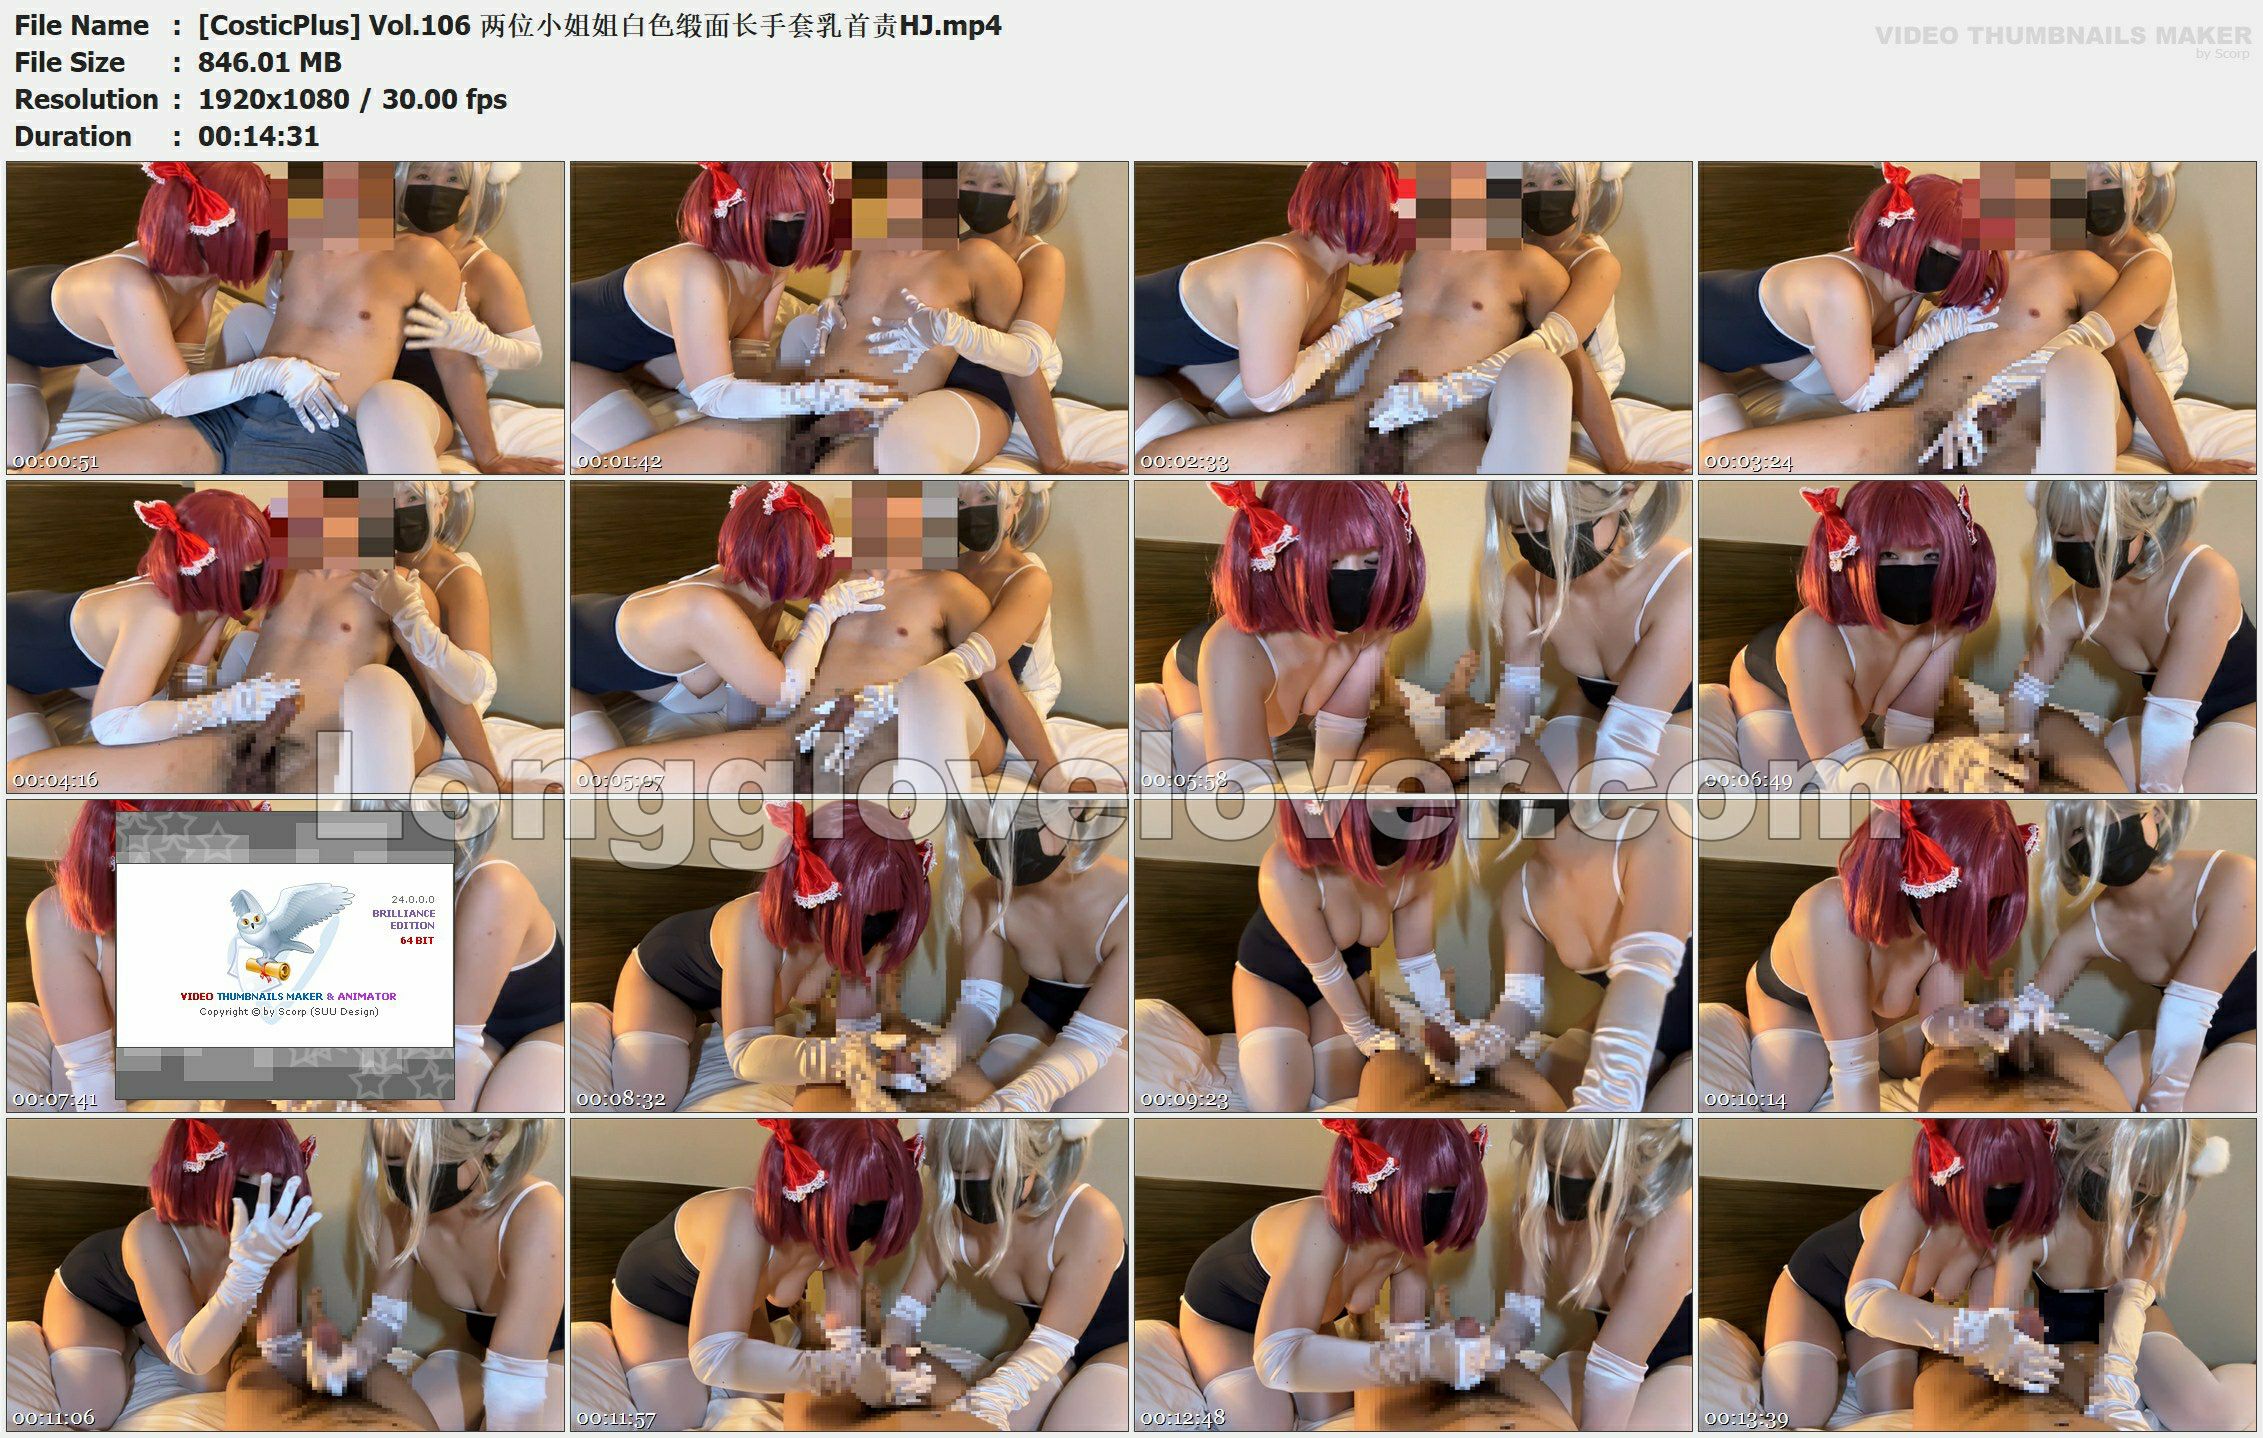 File Name : [CosticPlus] Vol.106 两位小姐姐白色缎面长手套乳首责HJ.mp4
File Size : 846.01 MB
Resolution : 1920x1080 / 30.00 fps
Duration : 00:14:31
VIDEO THUMBNAILS MAKER
by Scorp
00:00:51
00:01:42
00:02:33
00:03:24
00:04:16
00:05:07
00:05:58
00:06:49
Longglovelover.com
24.0.0.0
BRILLIANCE
EDITION
64 BIT
VIDEO THUMBNAILS MAKER & ANIMATOR
Copyright © by Scorp (SUU Design)
00:07:41
00:08:32
00:09:23
00:10:14
00:11:06
00:11:57
00:12:48
00:13:39